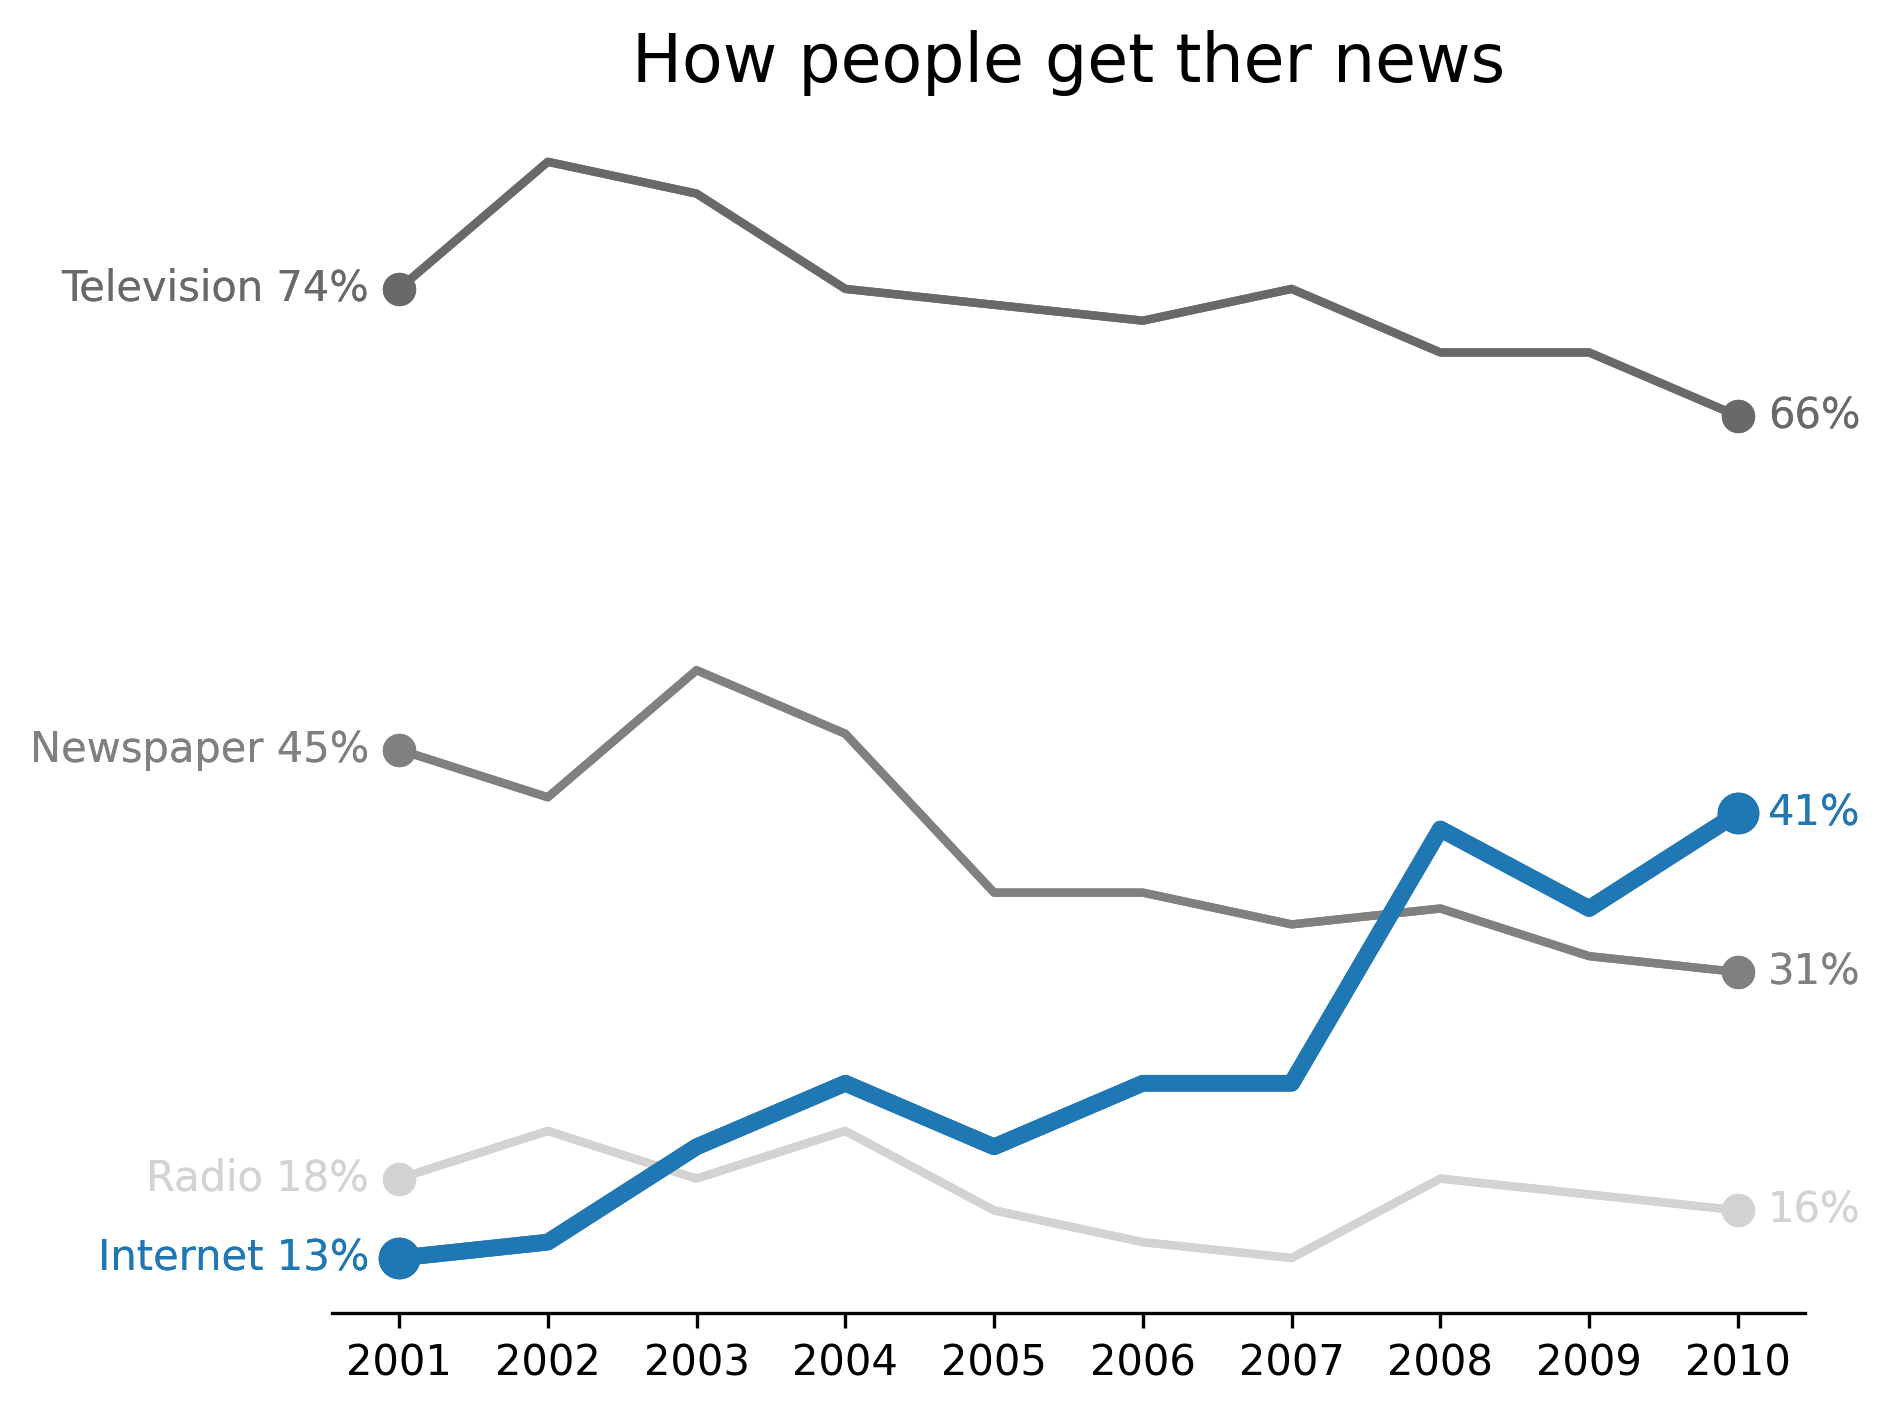 How people get ther news
Television 74%
66%
Newspaper 45%
41%
31%
Radio 18%
16%
Internet 13%
2001 2002 2003 2004 2005 2006 2007 2008 2009 2010